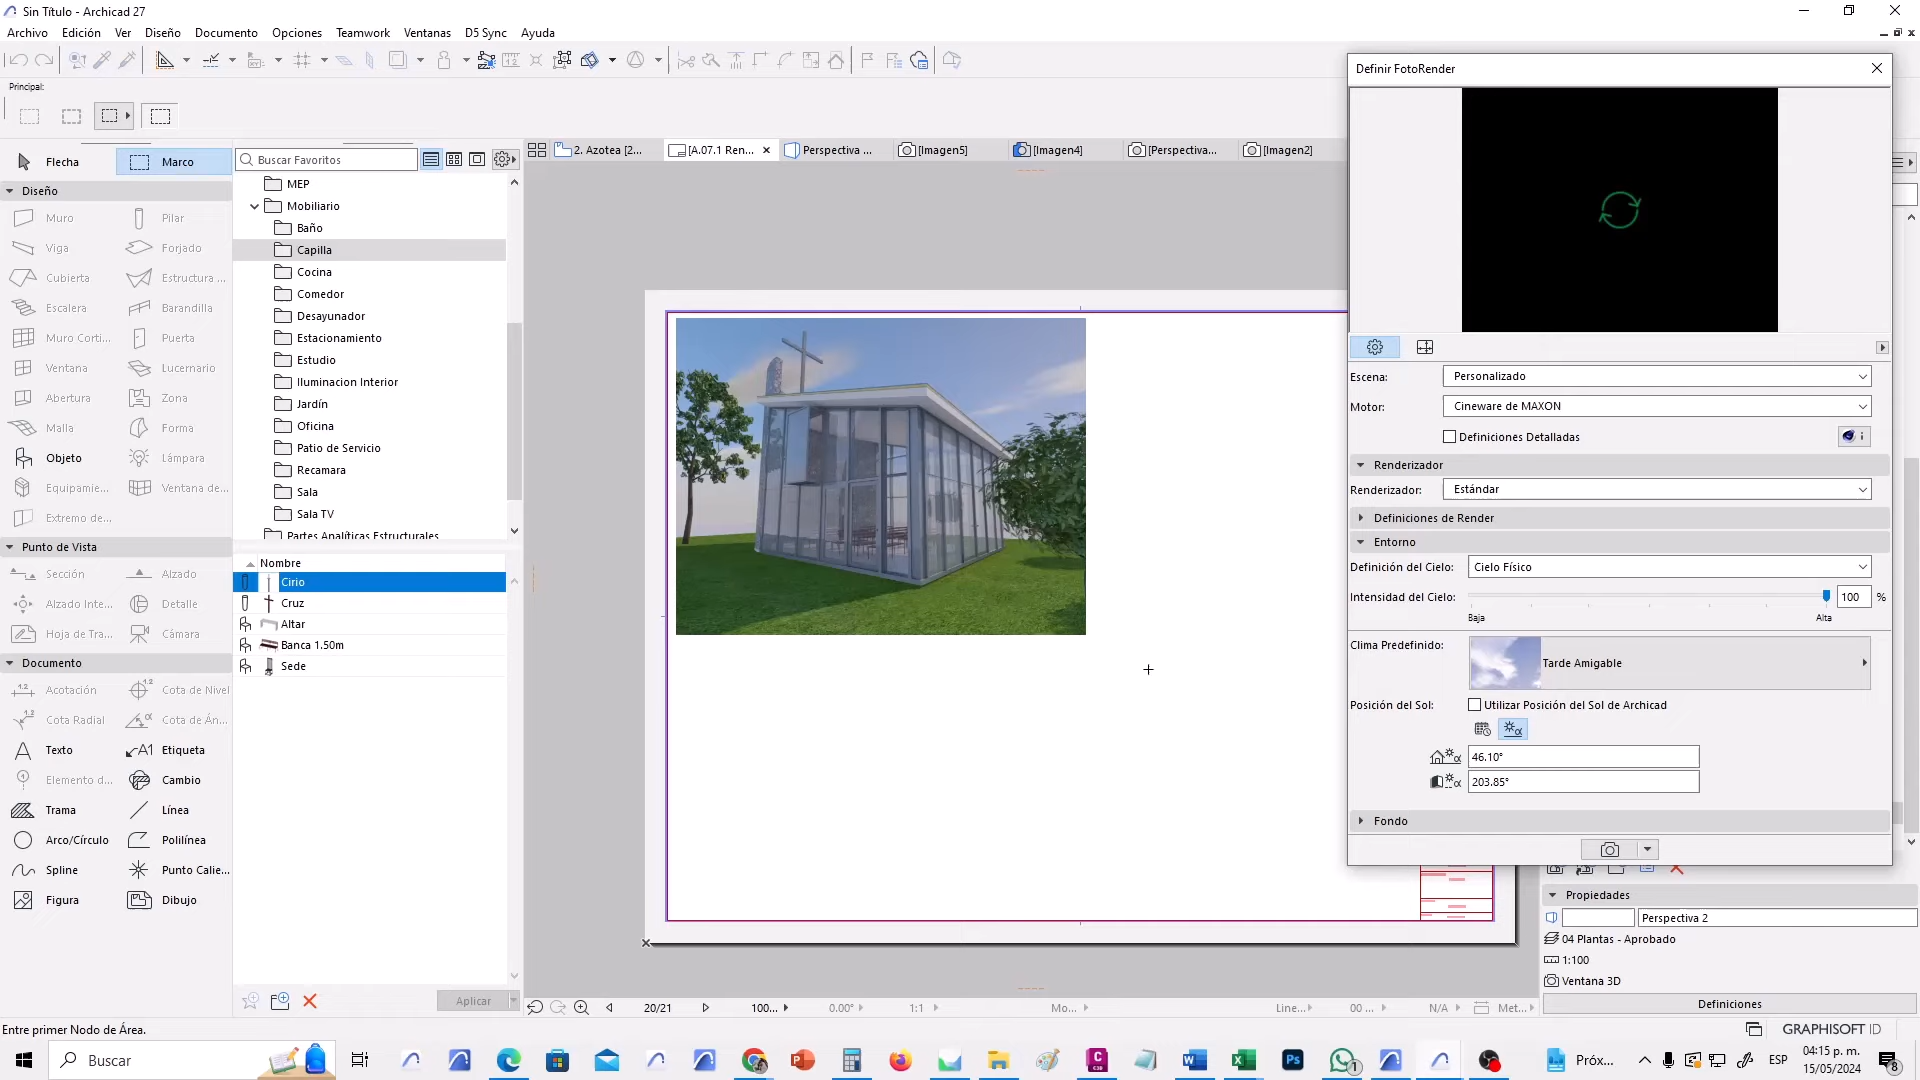 Sin Título - Archicad 27
Archivo Edición Ver Diseño Documento Opciones Teamwork Ventanas D5 Sync Ayuda
Principal:
Flecha Marco
Diseño
Muro Pilar
Viga Forjado
Cubierta Estructura ...
Escalera Barandilla
Muro Corti... Puerta
Ventana Lucernario
Abertura Zona
Malla Forma
Objeto Lámpara
Equipamie... Ventana de...
Extremo de...
Punto de Vista
Sección Alzado
Alzado Inte... Detalle
Hoja de Tra... Cámara
Documento
Acotación Cota de Nivel
Cota Radial Cota de Án...
Texto Etiqueta
Elemento d... Cambio
Trama Línea
Arco/Círculo Polilínea
Spline Punto Calie...
Figura Dibujo
Buscar Favoritos
MEP
Mobiliario
Baño
Capilla
Cocina
Comedor
Desayunador
Estacionamiento
Estudio
Iluminacion Interior
Jardín
Oficina
Patio de Servicio
Recamara
Sala
Sala TV
Partes Analíticas Estructurales
Nombre
Cirio
Cruz
Altar
Banca 1.50m
Sede
Aplicar
2. Azotea [2... [A.07.1 Ren... Perspectiva ... [Imagen5] [Imagen4] [Perspectiva... [Imagen2]
20/21 100... 0.00° 1:1 Mo... Line... 00 ... N/A Met...
Definir FotoRender
Escena: Personalizado
Motor: Cineware de MAXON
Definiciones Detalladas
Renderizador
Renderizador: Estándar
Definiciones de Render
Entorno
Definición del Cielo: Cielo Físico
Intensidad del Cielo: 100 %
Baja Alta
Clima Predefinido: Tarde Amigable
Posición del Sol: Utilizar Posición del Sol de Archicad
46.10°
203.85°
Fondo
Propiedades
Perspectiva 2
04 Plantas - Aprobado
1:100
Ventana 3D
Definiciones
Entre primer Nodo de Área.
GRAPHISOFT ID
Buscar
Próx...
ESP
04:15 p. m.
15/05/2024
8